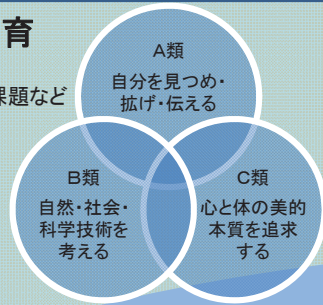 育
課題など
A類
自分を見つめ・
拡げ・伝える
B類
自然・社会・
科学技術を
考える
C類
心と体の美的
本質を追求
する